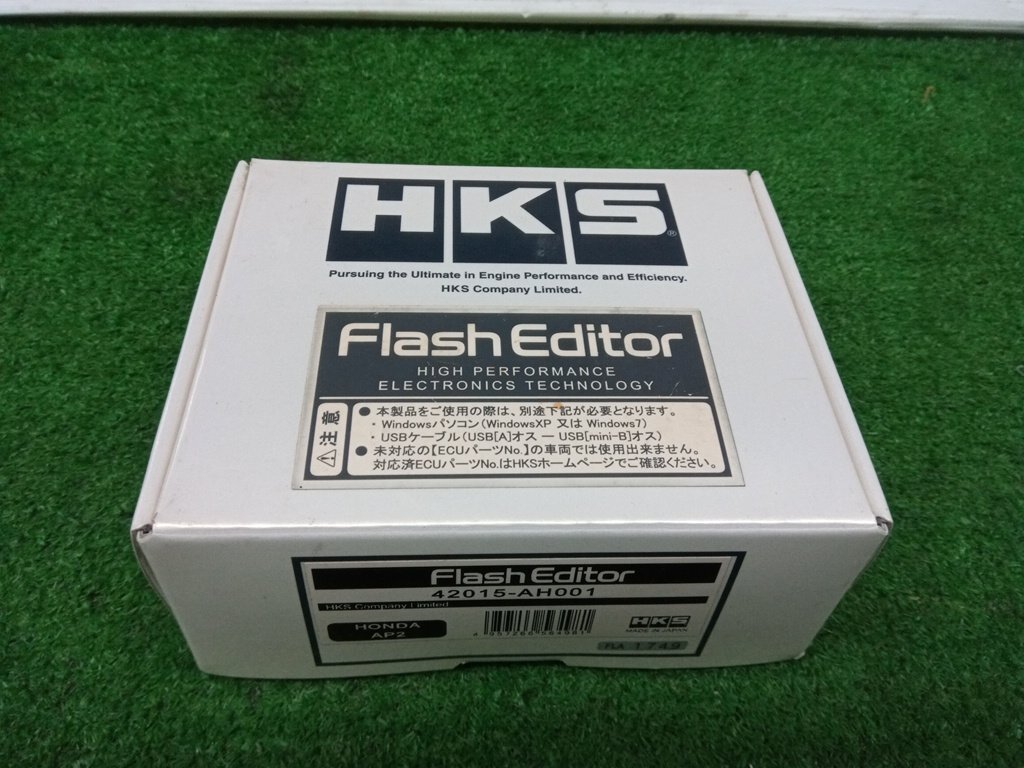 HKS®
Pursuing the Ultimate in Engine Performance and Efficiency.
HKS Company Limited.
Flash Editor
HIGH PERFORMANCE
ELECTRONICS TECHNOLOGY
⚠注意
● 本製品をご使用の際は、別途下記が必要となります。
・Windowsパソコン(WindowsXP 又は Windows7)
・USBケーブル(USB[A]オス ー USB[mini-B]オス)
● 未対応の【ECUパーツNo.】の車両では使用出来ません。
対応済ECUパーツNo.はHKSホームページでご確認ください。
Flash Editor
42015-AH001
HKS Company Limited
HONDA
AP2
HKS
MADE IN JAPAN
FLA 1749